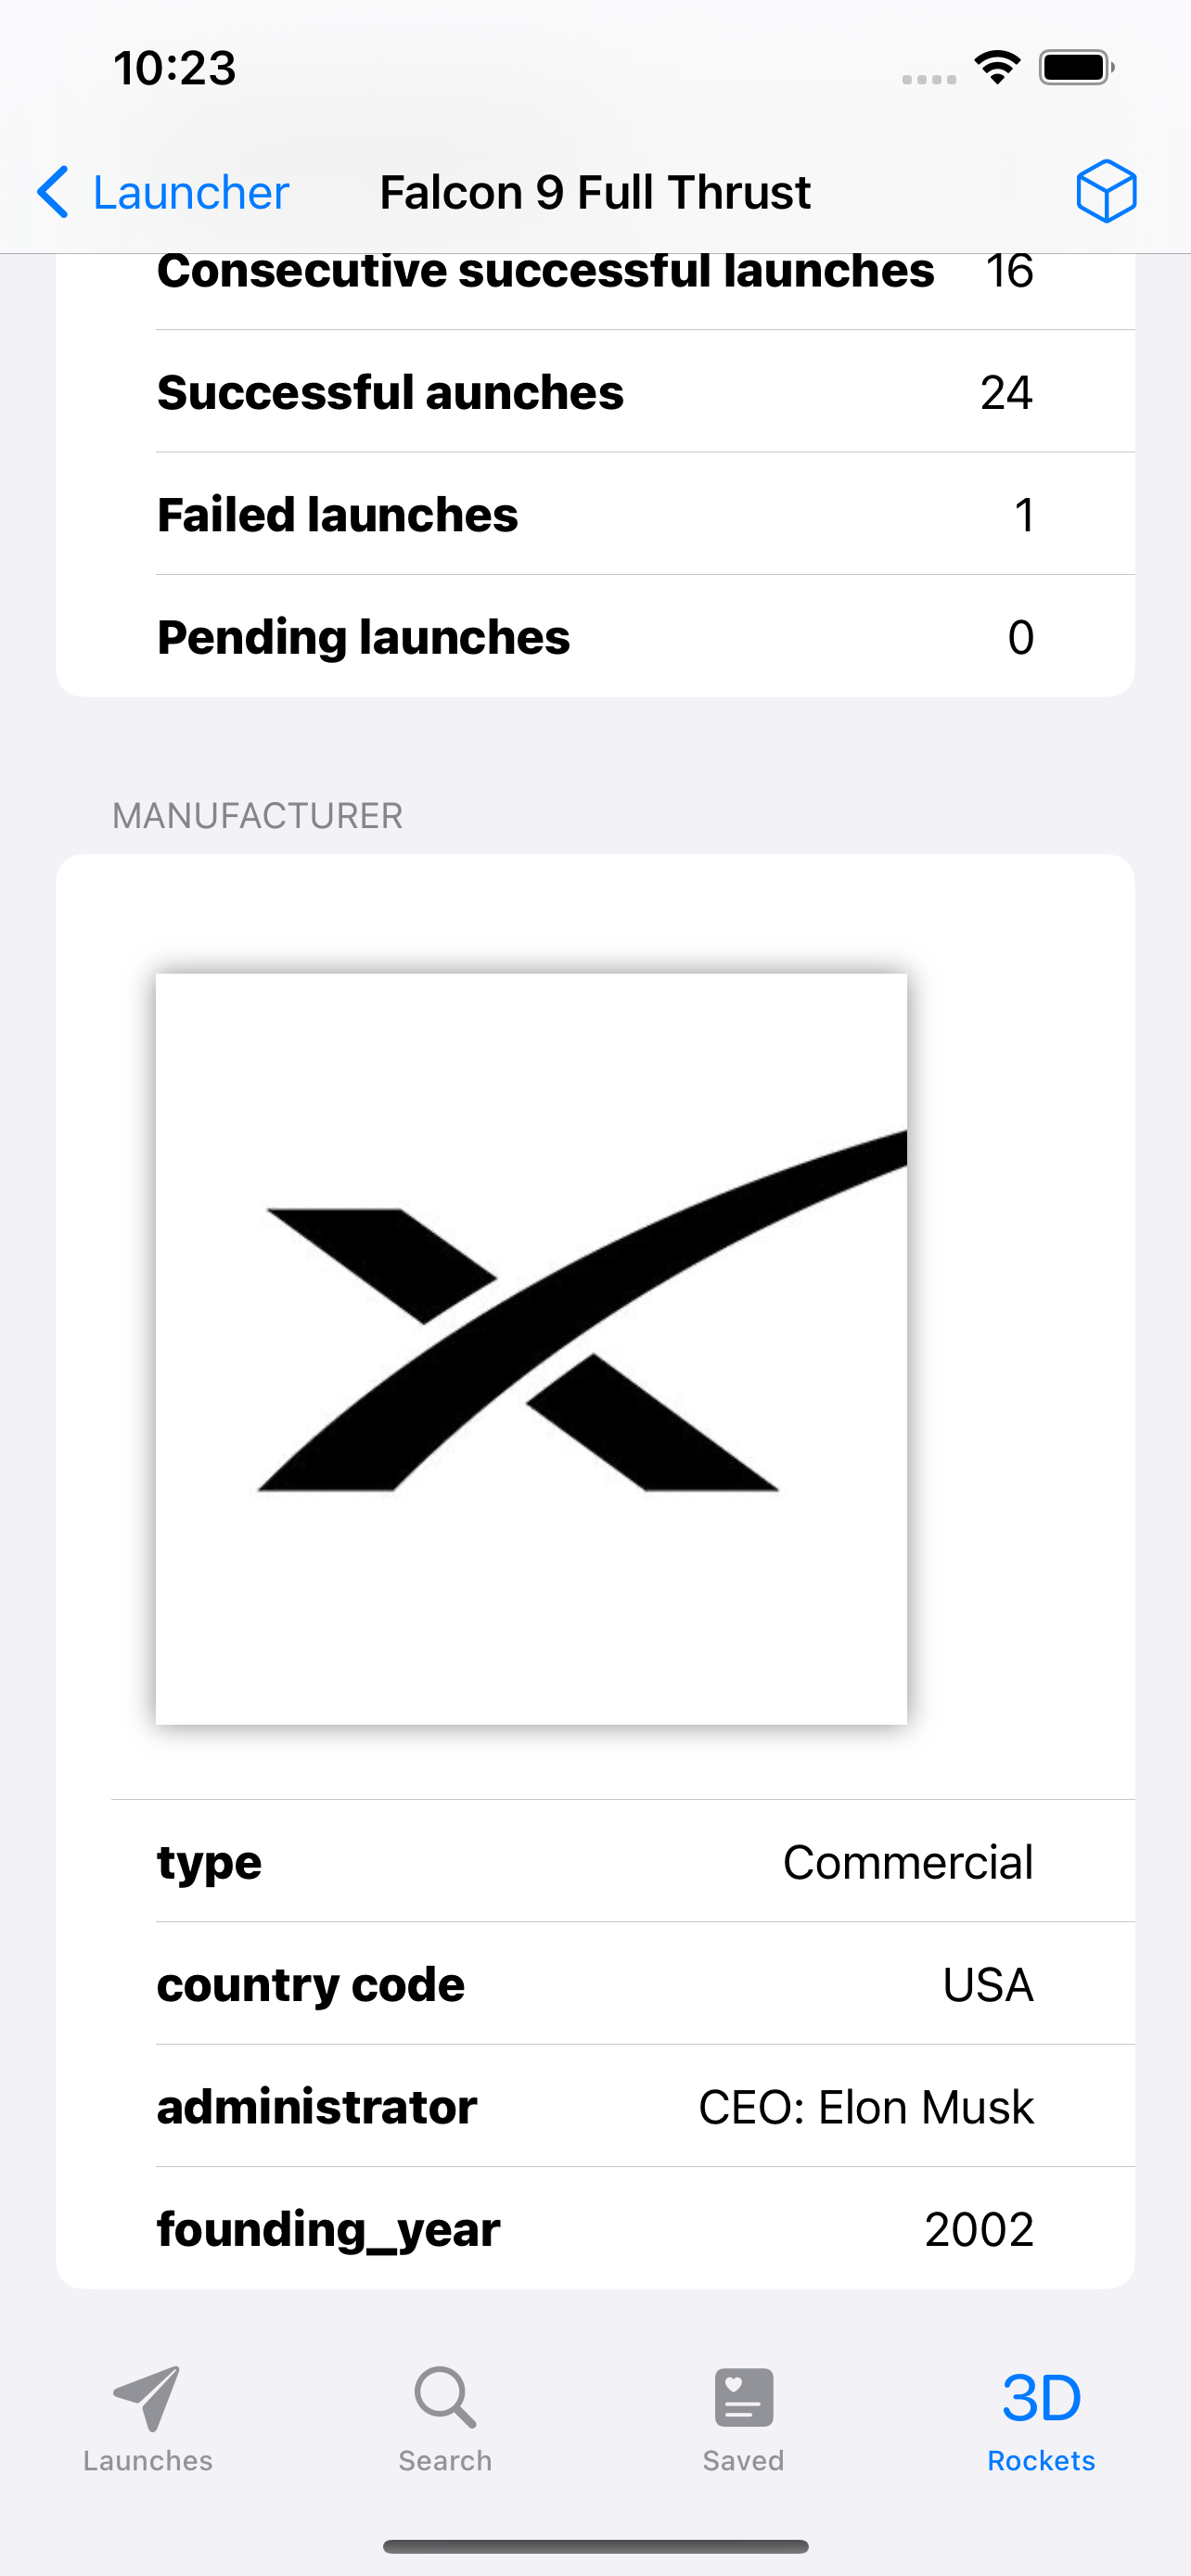 10:23
Launcher
Falcon 9 Full Thrust
Consecutive successful launches 16
Successful aunches 24
Failed launches 1
Pending launches 0
MANUFACTURER
type Commercial
country code USA
administrator CEO: Elon Musk
founding_year 2002
3D
Launches Search Saved Rockets